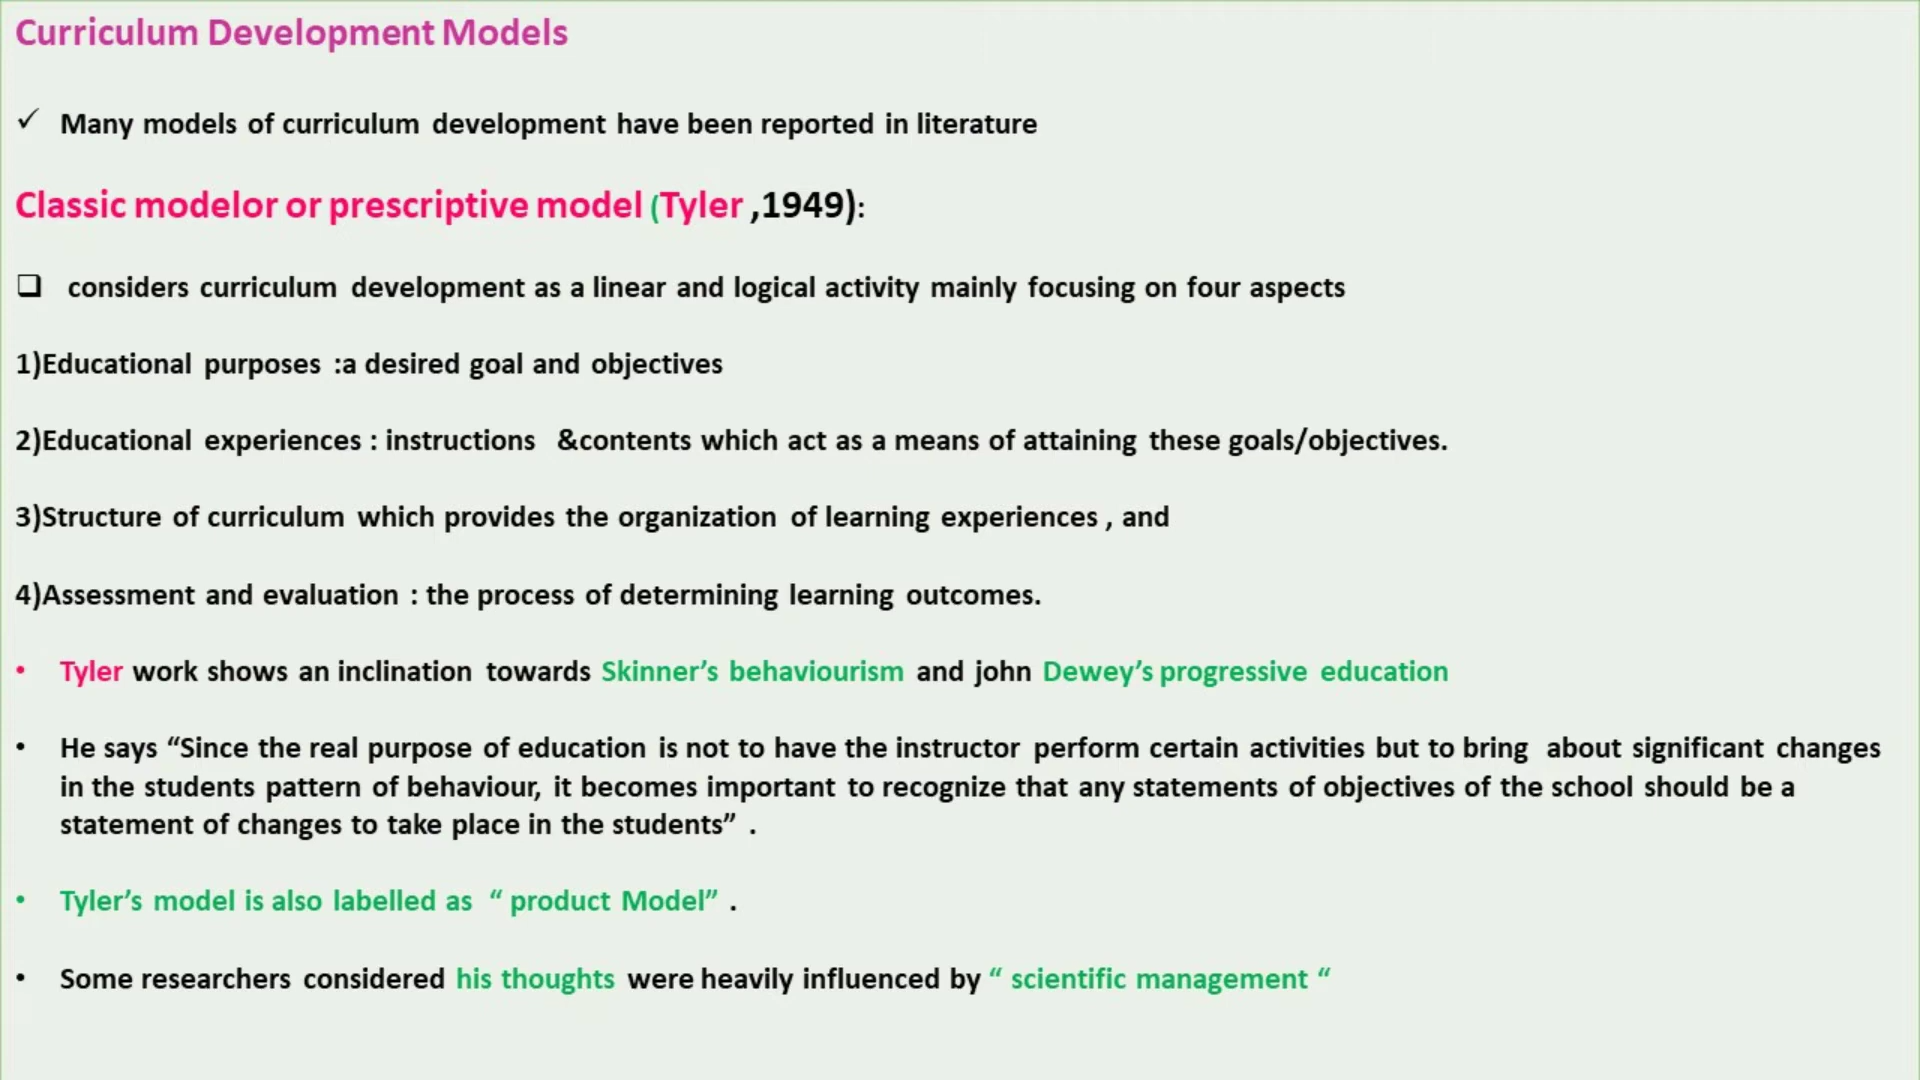 Curriculum Development Models
✓ Many models of curriculum development have been reported in literature
Classic modelor or prescriptive model (Tyler ,1949):
❑ considers curriculum development as a linear and logical activity mainly focusing on four aspects
1)Educational purposes :a desired goal and objectives
2)Educational experiences : instructions &contents which act as a means of attaining these goals/objectives.
3)Structure of curriculum which provides the organization of learning experiences , and
4)Assessment and evaluation : the process of determining learning outcomes.
• Tyler work shows an inclination towards Skinner’s behaviourism and john Dewey’s progressive education
• He says “Since the real purpose of education is not to have the instructor perform certain activities but to bring about significant changes
in the students pattern of behaviour, it becomes important to recognize that any statements of objectives of the school should be a
statement of changes to take place in the students” .
• Tyler’s model is also labelled as “ product Model” .
• Some researchers considered his thoughts were heavily influenced by “ scientific management “